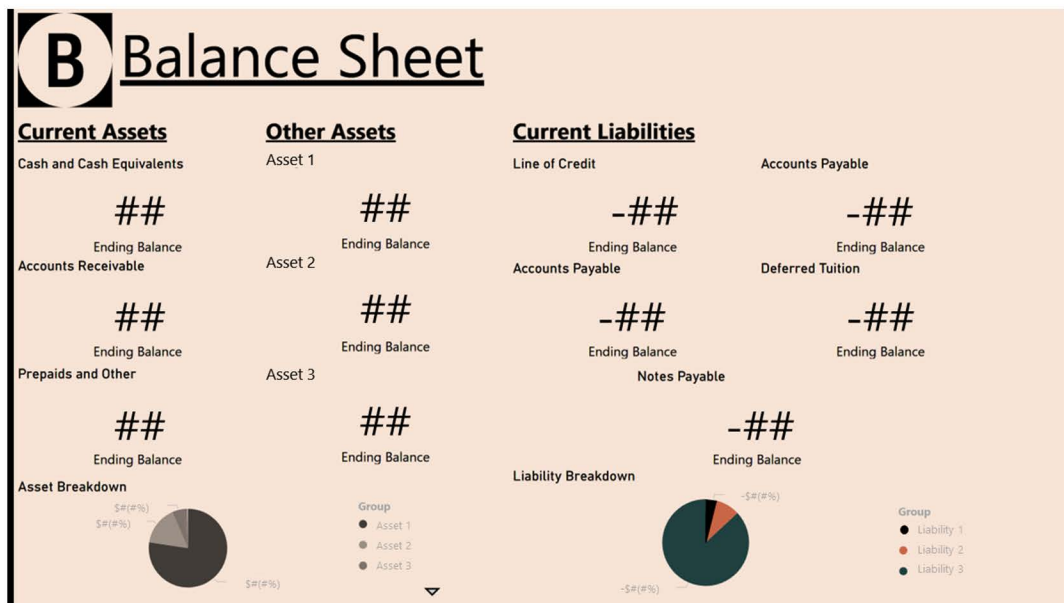 B
Balance Sheet
Current Assets
Other Assets
Current Liabilities
Cash and Cash Equivalents
Asset 1
Line of Credit
Accounts Payable
##
##
-##
-##
Ending Balance
Ending Balance
Ending Balance
Ending Balance
Accounts Receivable
Asset 2
Accounts Payable
Deferred Tuition
##
##
-##
-##
Ending Balance
Ending Balance
Ending Balance
Ending Balance
Prepaids and Other
Asset 3
Notes Payable
##
##
-##
Ending Balance
Ending Balance
Ending Balance
Asset Breakdown
$#(#%)
$#(#%)
$#(#%)
Group
Asset 1
Asset 2
Asset 3
Liability Breakdown
-$#(#%)
-$#(#%)
Group
Liability 1
Liability 2
Liability 3